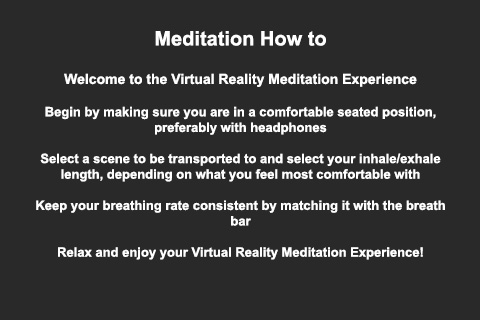 Meditation How to
Welcome to the Virtual Reality Meditation Experience
Begin by making sure you are in a comfortable seated position,
preferably with headphones
Select a scene to be transported to and select your inhale/exhale
length, depending on what you feel most comfortable with
Keep your breathing rate consistent by matching it with the breath
bar
Relax and enjoy your Virtual Reality Meditation Experience!